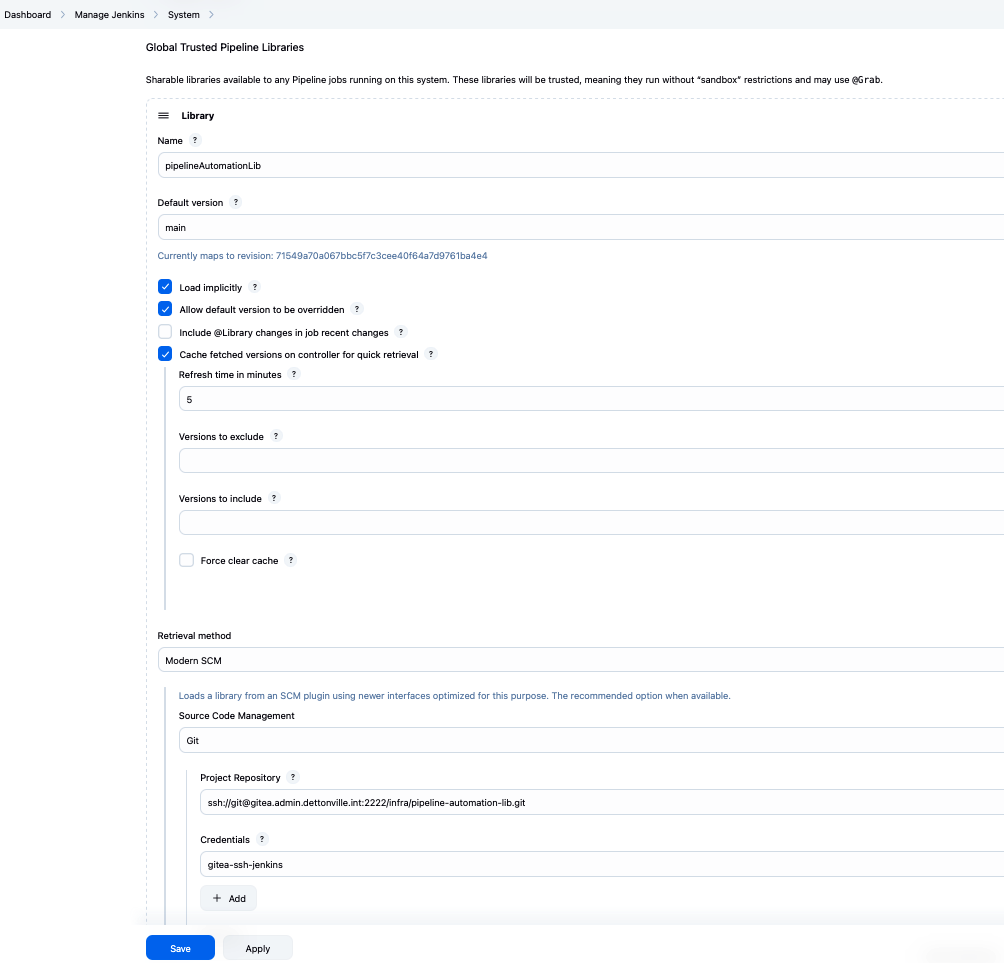 Dashboard > Manage Jenkins > System >
Global Trusted Pipeline Libraries
Sharable libraries available to any Pipeline jobs running on this system. These libraries will be trusted, meaning they run without “sandbox” restrictions and may use @Grab.
Library
Name ?
pipelineAutomationLib
Default version ?
main
Currently maps to revision: 71549a70a067bbc5f7c3cee40f64a7d9761ba4e4
Load implicitly ?
Allow default version to be overridden ?
Include @Library changes in job recent changes ?
Cache fetched versions on controller for quick retrieval ?
Refresh time in minutes ?
5
Versions to exclude ?
Versions to include ?
Force clear cache ?
Retrieval method
Modern SCM
Loads a library from an SCM plugin using newer interfaces optimized for this purpose. The recommended option when available.
Source Code Management
Git
Project Repository ?
ssh://git@gitea.admin.dettonville.int:2222/infra/pipeline-automation-lib.git
Credentials ?
gitea-ssh-jenkins
+ Add
Save Apply